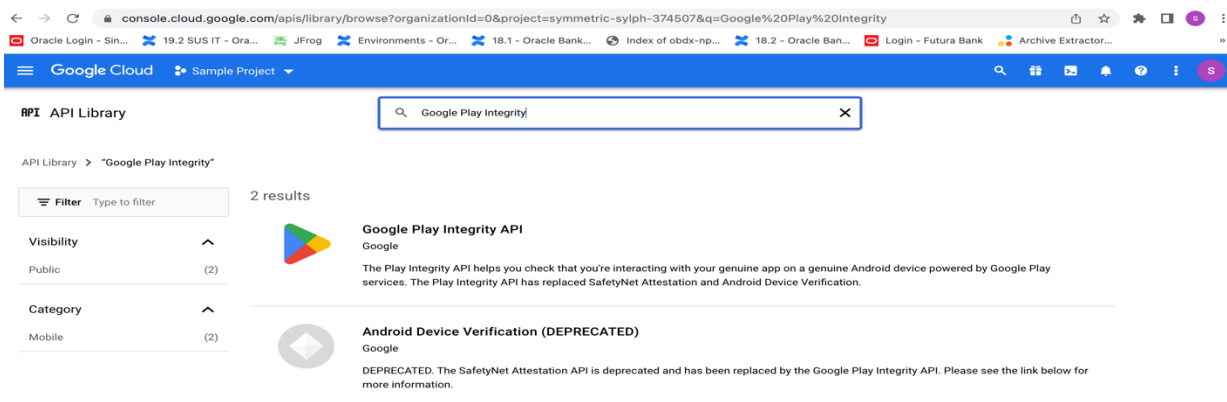 console.cloud.google.com/apis/library/browse?organizationId=0&project=symmetric-sylph-374507&q=Google%20Play%20Integrity
Oracle Login - Sin... 19.2 SUS IT - Ora... JFrog Environments - Or... 18.1 - Oracle Bank... Index of obdx-np... 18.2 - Oracle Ban... Login - Futura Bank Archive Extractor... »
Google Cloud Sample Project S
API API Library Google Play Integrity
API Library > "Google Play Integrity"
Filter Type to filter
Visibility
Public (2)
Category
Mobile (2)
2 results
Google Play Integrity API
Google
The Play Integrity API helps you check that you're interacting with your genuine app on a genuine Android device powered by Google Play
services. The Play Integrity API has replaced SafetyNet Attestation and Android Device Verification.
Android Device Verification (DEPRECATED)
Google
DEPRECATED. The SafetyNet Attestation API is deprecated and has been replaced by the Google Play Integrity API. Please see the link below for
more information.